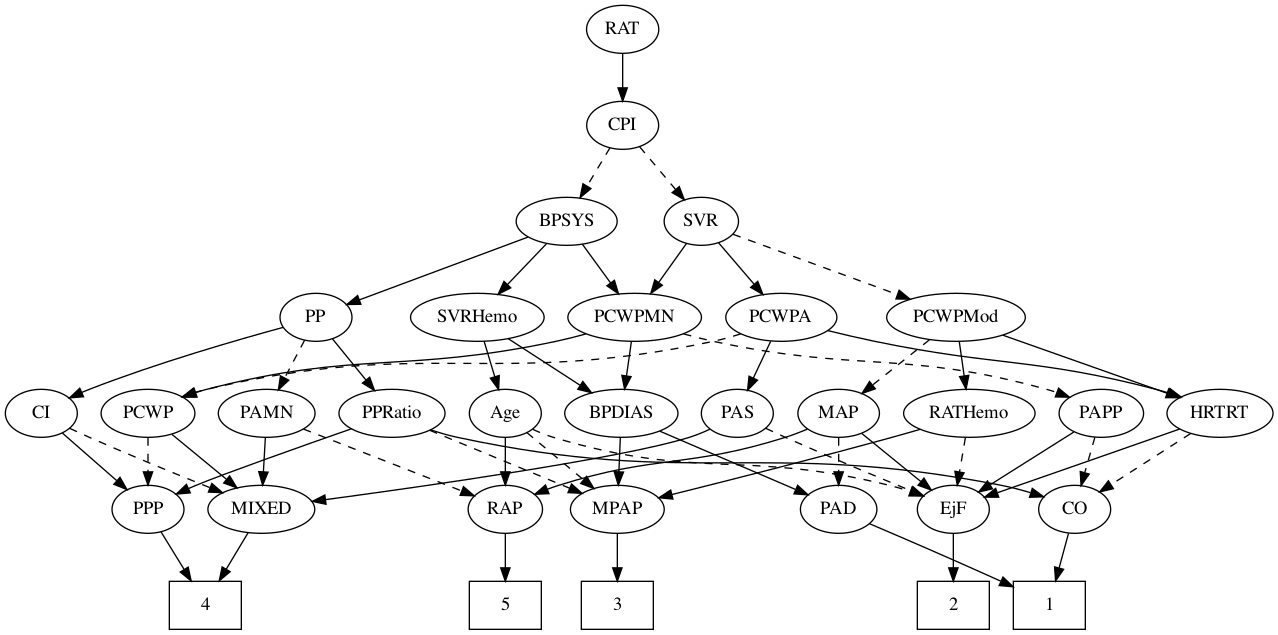 RAT
CPI
BPSYS
SVR
PP
SVRHemo
PCWPMN
PCWPA
PCWPMod
CI
PCWP
PAMN
PPRatio
Age
BPDIAS
PAS
MAP
RATHemo
PAPP
HRTRT
PPP
MIXED
RAP
MPAP
PAD
EjF
CO
4
5
3
2
1